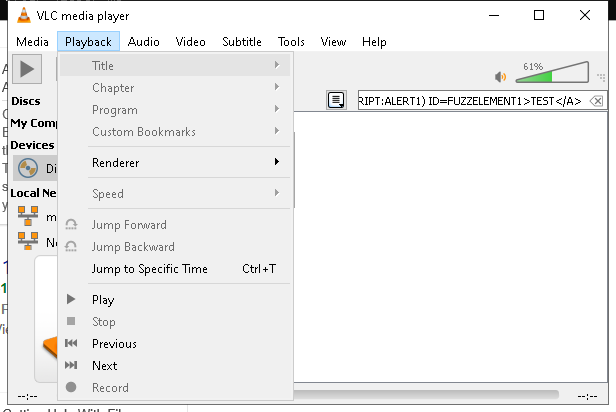 VLC media player
Media Playback Audio Video Subtitle Tools View Help
61%
RIPT:ALERT1) ID=FUZZELEMENT1>TEST</A>
Discs
My Comp
Devices
Di
Local Ne
m
Ne
Title
Chapter
Program
Custom Bookmarks
Renderer
Speed
Jump Forward
Jump Backward
Jump to Specific Time Ctrl+T
Play
Stop
Previous
Next
Record
--:-- --:--